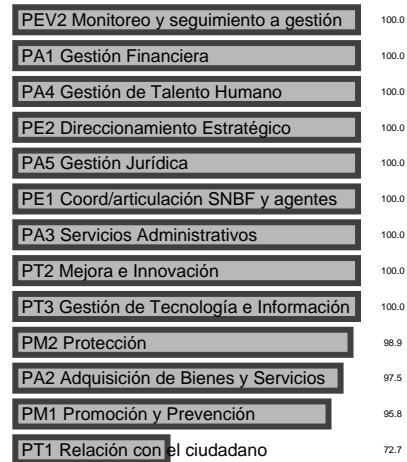 PEV2 Monitoreo y seguimiento a gestión 100.0
PA1 Gestión Financiera 100.0
PA4 Gestión de Talento Humano 100.0
PE2 Direccionamiento Estratégico 100.0
PA5 Gestión Jurídica 100.0
PE1 Coord/articulación SNBF y agentes 100.0
PA3 Servicios Administrativos 100.0
PT2 Mejora e Innovación 100.0
PT3 Gestión de Tecnología e Información 100.0
PM2 Protección 98.9
PA2 Adquisición de Bienes y Servicios 97.5
PM1 Promoción y Prevención 95.8
PT1 Relación con el ciudadano 72.7